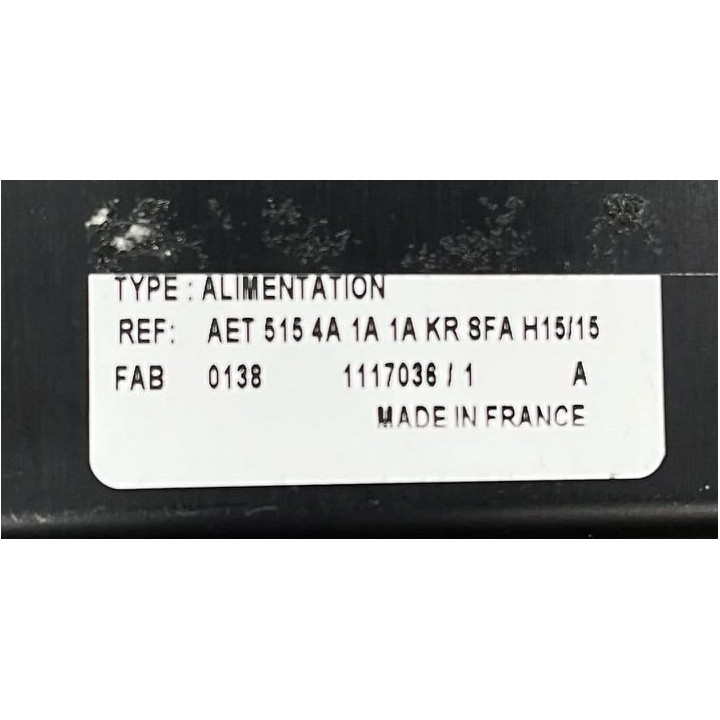 TYPE : ALIMENTATION
REF: AET 515 4A 1A 1A KR SFA H15/15
FAB 0138 1117036 / 1 A
MADE IN FRANCE